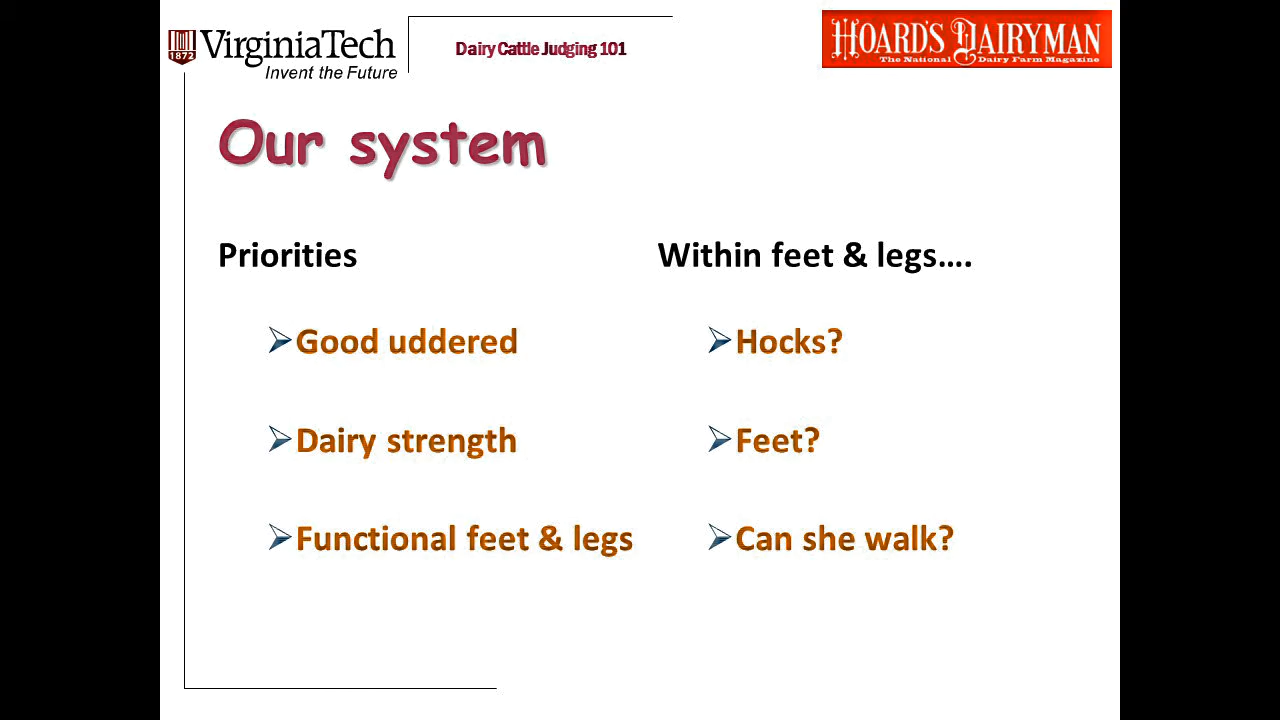 VirginiaTech
1872
Invent the Future
Dairy Cattle Judging 101
HOARD'S DAIRYMAN
The National Dairy Farm Magazine
Our system
Priorities
Good uddered
Dairy strength
Functional feet & legs
Within feet & legs….
Hocks?
Feet?
Can she walk?